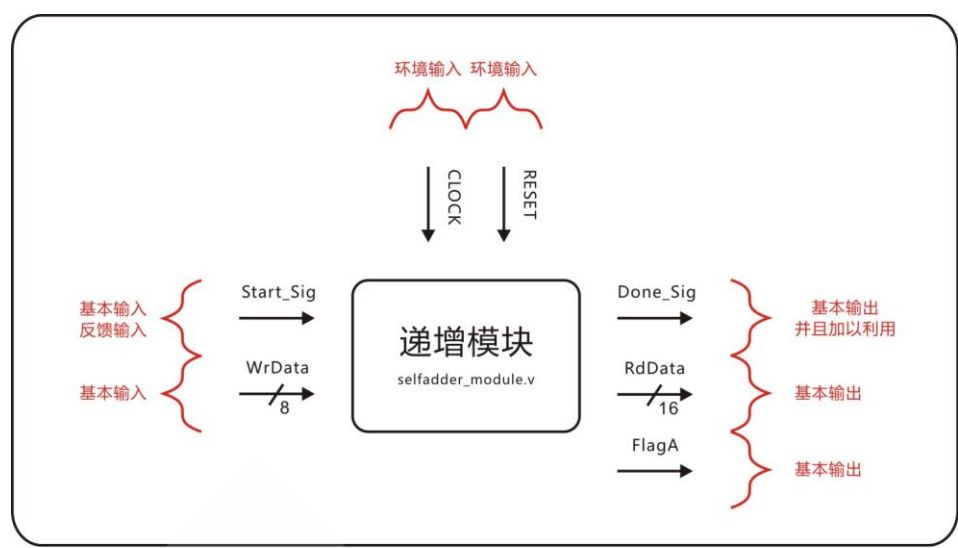 环境输入 环境输入
CLOCK
RESET
基本输入
反馈输入
Start_Sig
基本输入
WrData
8
递增模块
selfadder_module.v
Done_Sig
基本输出
并且加以利用
RdData
16
基本输出
FlagA
基本输出